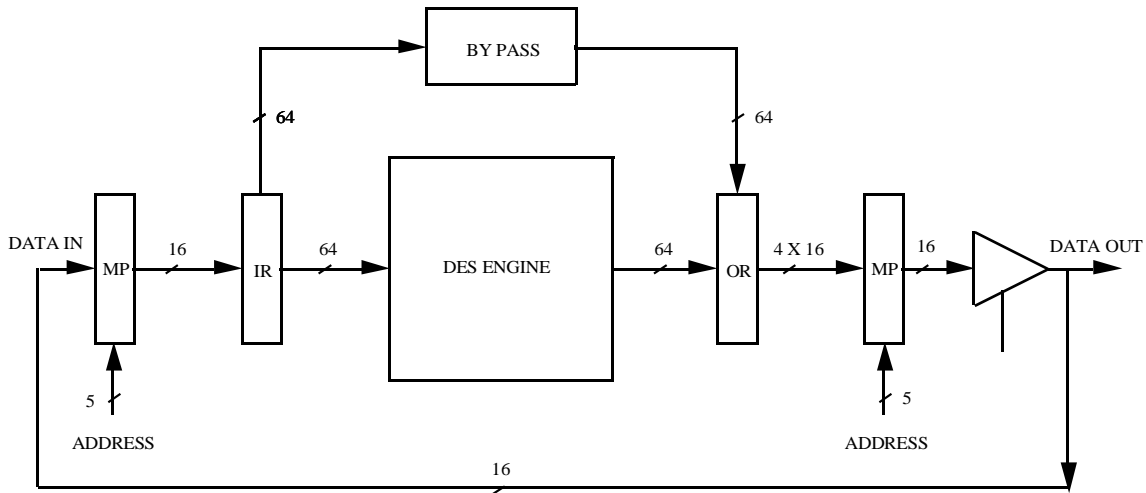 BY PASS
64
64
DATA IN
MP
16
IR
64
DES ENGINE
64
OR
4 X 16
MP
16
DATA OUT
5
ADDRESS
5
ADDRESS
16